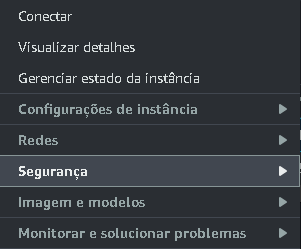 Conectar
Visualizar detalhes
Gerenciar estado da instância
Configurações de instância
Redes
Segurança
Imagem e modelos
Monitorar e solucionar problemas